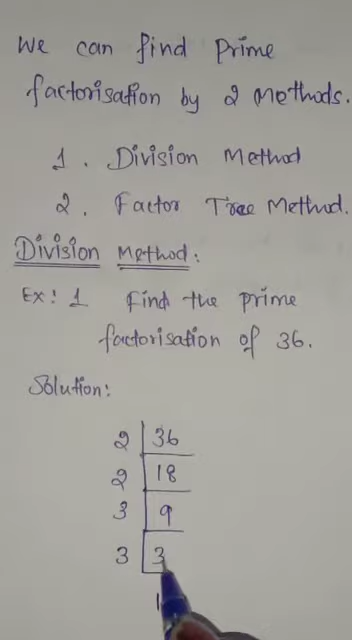 We can find Prime
factorisation by 2 Methods.
1. Division Method
2. Factor Tree Method.
Division Method:
Ex: 1 Find the prime
factorisation of 36.
Solution:
2 36
2 18
3 9
3 3
1